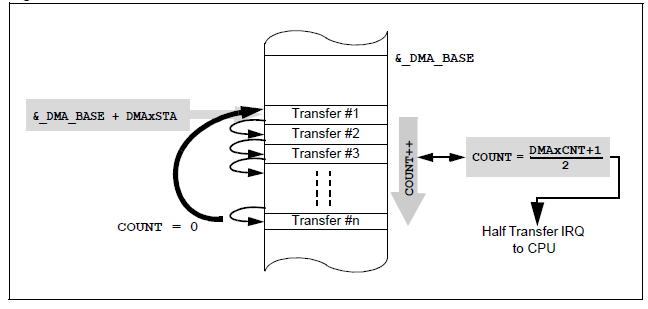 &_DMA_BASE
&_DMA_BASE + DMAxSTA
Transfer #1
Transfer #2
Transfer #3
Transfer #n
COUNT = 0
COUNT++
COUNT = DMAxCNT+1
2
Half Transfer IRQ
to CPU